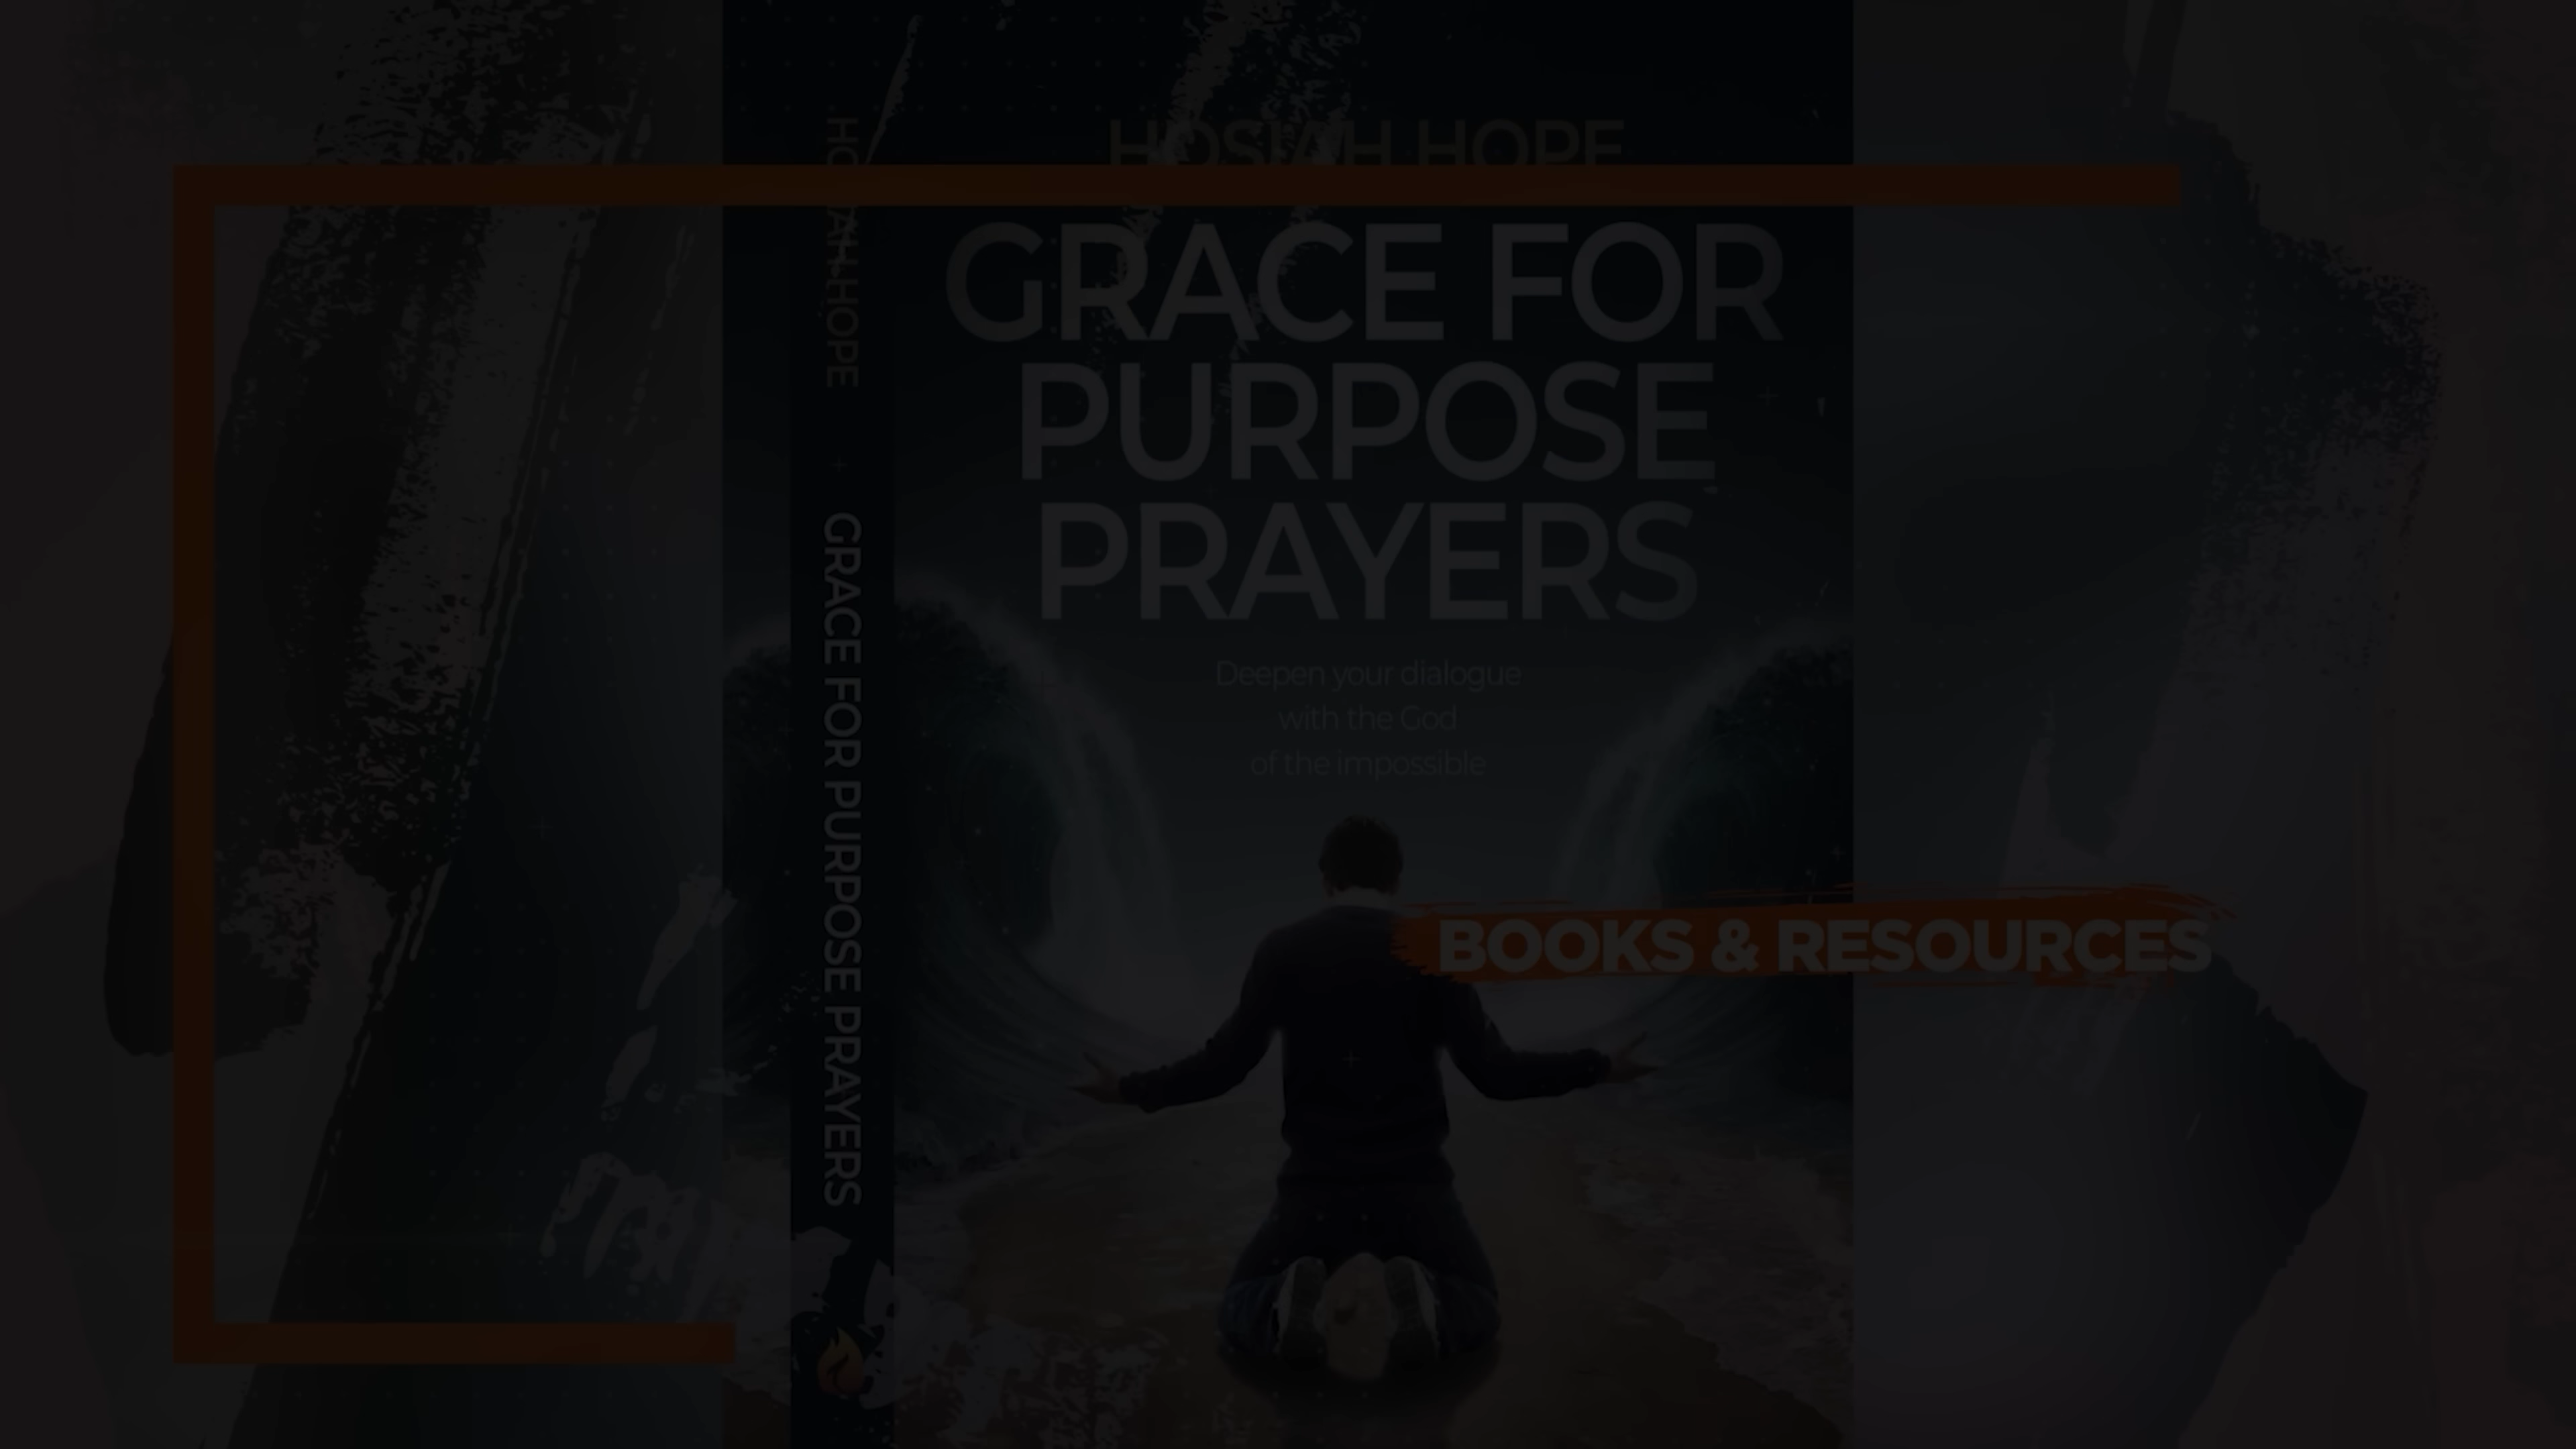 HOSIAH HOPE
GRACE FOR
PURPOSE
PRAYERS
Deepen your dialogue
with the God
of the impossible
HOSIAH HOPE + GRACE FOR PURPOSE PRAYERS
BOOKS & RESOURCES